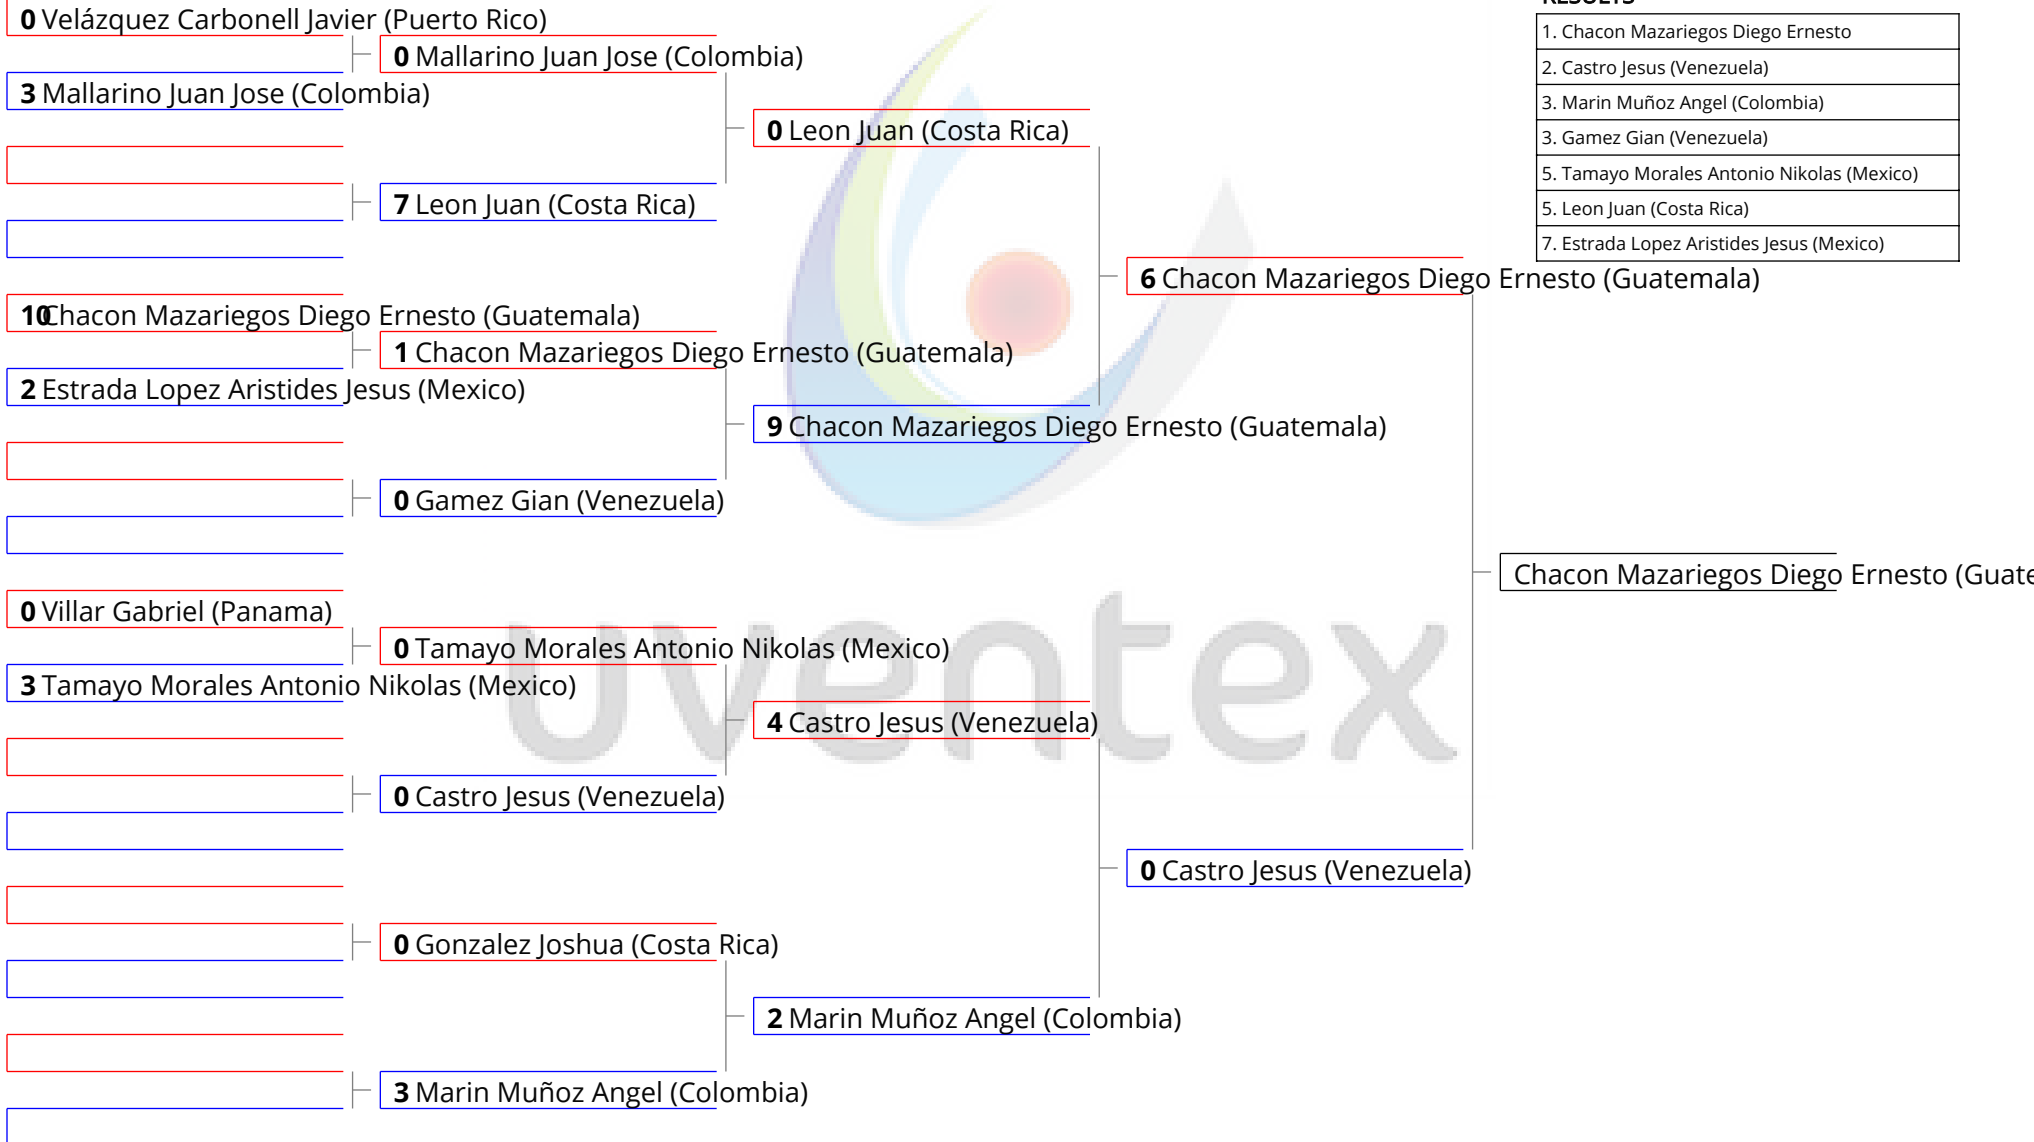 RESULTS
0 Velázquez Carbonell Javier (Puerto Rico)
1. Chacon Mazariegos Diego Ernesto
0 Mallarino Juan Jose (Colombia)
2. Castro Jesus (Venezuela)
3 Mallarino Juan Jose (Colombia)
3. Marin Muñoz Angel (Colombia)
0 Leon Juan (Costa Rica)
3. Gamez Gian (Venezuela)
5. Tamayo Morales Antonio Nikolas (Mexico)
7 Leon Juan (Costa Rica)
5. Leon Juan (Costa Rica)
7. Estrada Lopez Aristides Jesus (Mexico)
6 Chacon Mazariegos Diego Ernesto (Guatemala)
10 Chacon Mazariegos Diego Ernesto (Guatemala)
1 Chacon Mazariegos Diego Ernesto (Guatemala)
2 Estrada Lopez Aristides Jesus (Mexico)
9 Chacon Mazariegos Diego Ernesto (Guatemala)
0 Gamez Gian (Venezuela)
Chacon Mazariegos Diego Ernesto (Guate
0 Villar Gabriel (Panama)
0 Tamayo Morales Antonio Nikolas (Mexico)
uventex
3 Tamayo Morales Antonio Nikolas (Mexico)
4 Castro Jesus (Venezuela)
0 Castro Jesus (Venezuela)
0 Castro Jesus (Venezuela)
0 Gonzalez Joshua (Costa Rica)
2 Marin Muñoz Angel (Colombia)
3 Marin Muñoz Angel (Colombia)